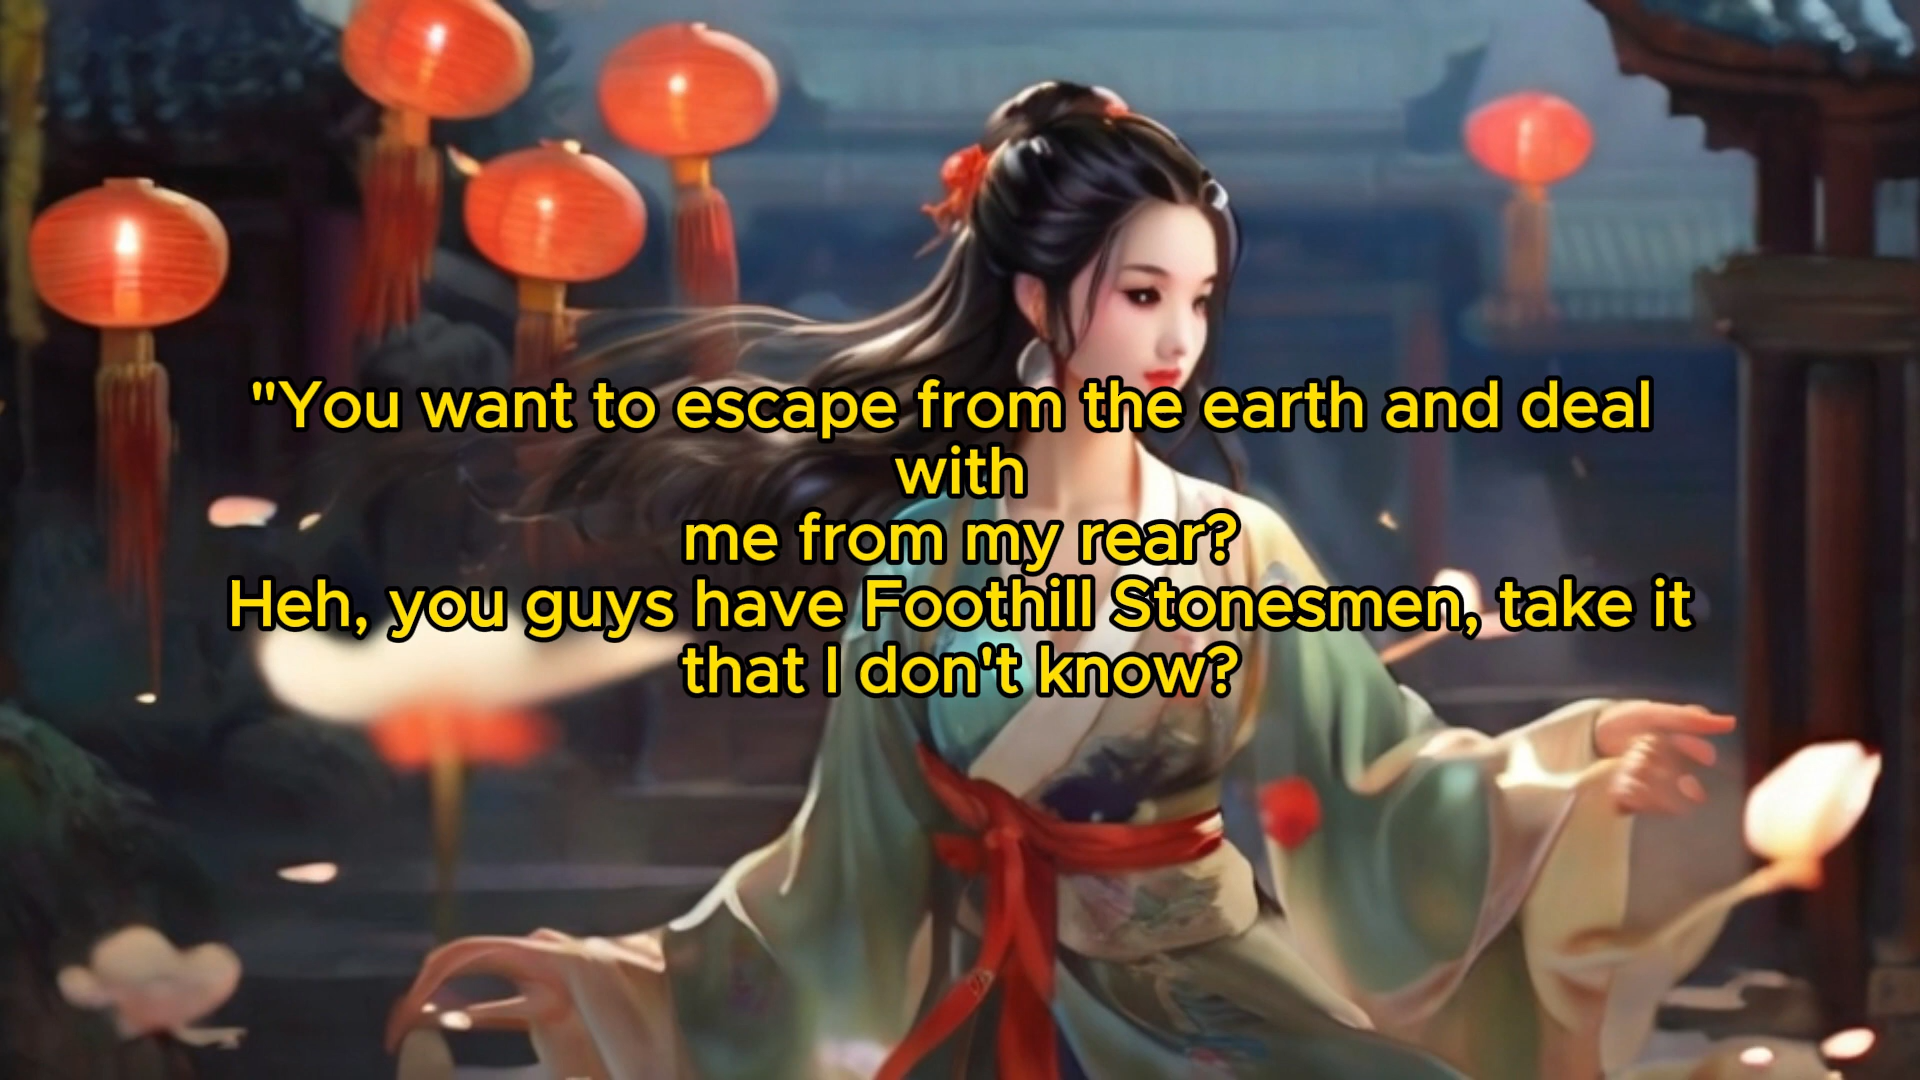 "You want to escape from the earth and deal
with
me from my rear?
Heh, you guys have Foothill Stonesmen, take it
that I don't know?